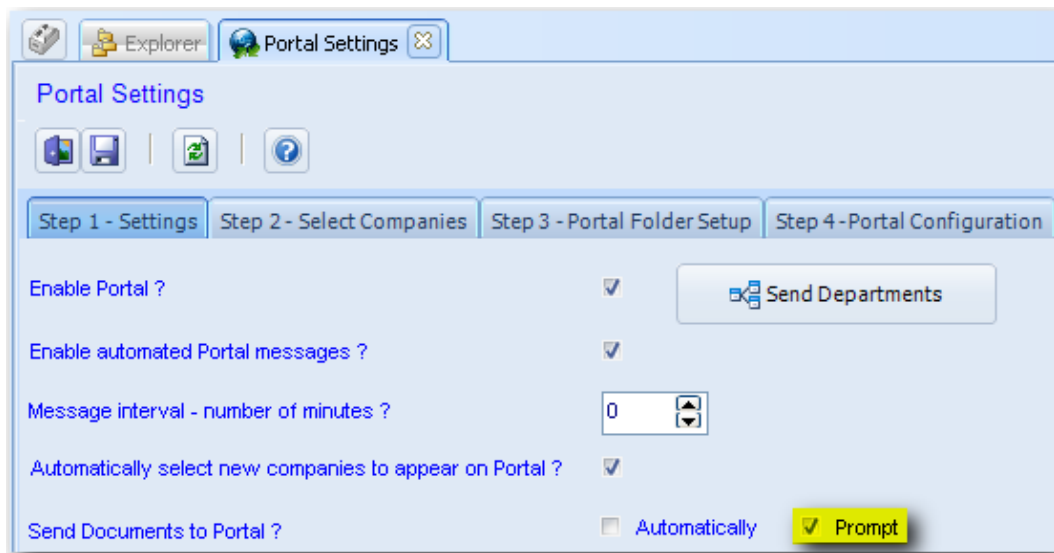 Explorer Portal Settings
Portal Settings
Step 1 - Settings Step 2 - Select Companies Step 3 - Portal Folder Setup Step 4 -Portal Configuration
Enable Portal ? Send Departments
Enable automated Portal messages ?
Message interval - number of minutes ? 0
Automatically select new companies to appear on Portal ?
Send Documents to Portal ? Automatically Prompt